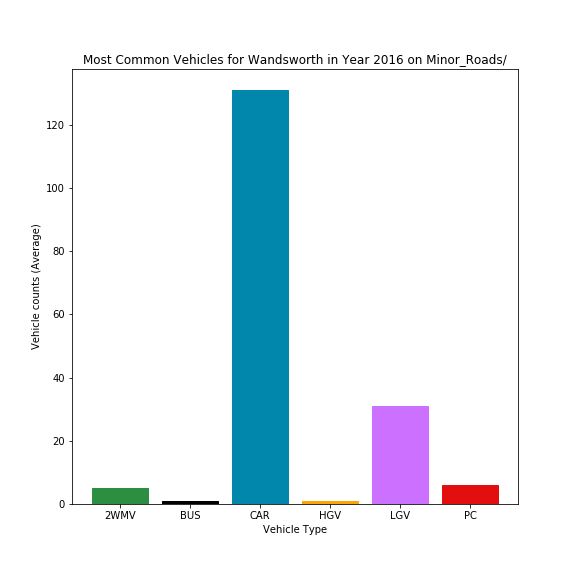 Most Common Vehicles for Wandsworth in Year 2016 on Minor_Roads/
Vehicle counts (Average)
120
100
80
60
40
20
0
2WMV BUS CAR HGV LGV PC
Vehicle Type